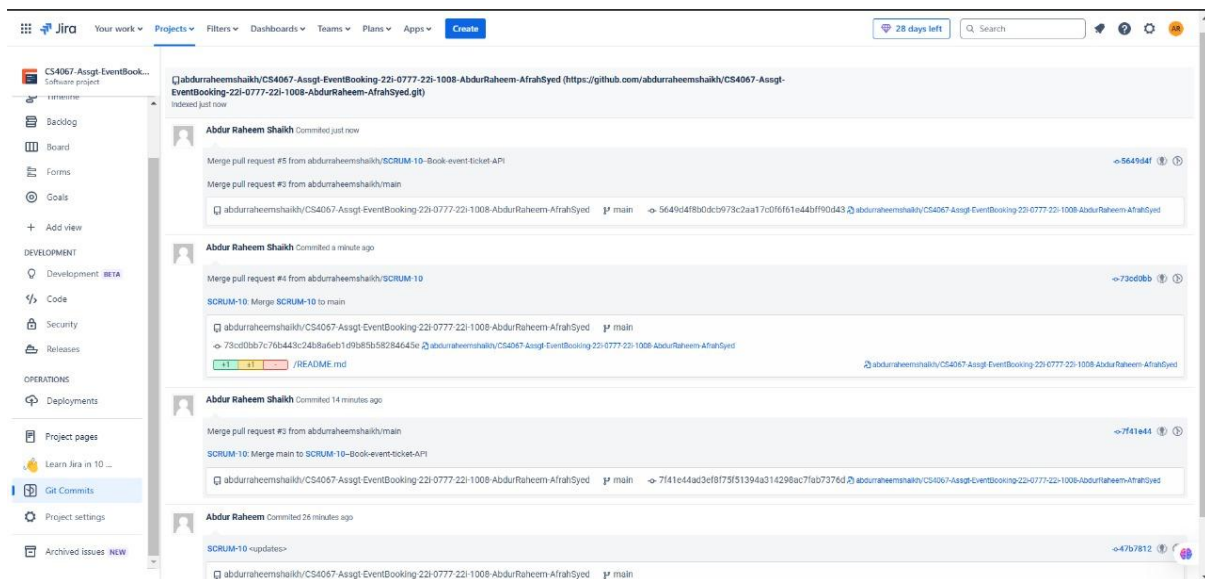 Jira
Your work Projects Filters Dashboards Teams Plans Apps Create 28 days left Search AR
CS4067-Assgt-EventBook...
Software project
Timeline
Backlog
Board
Forms
Goals
+ Add view
DEVELOPMENT
Development BETA
</> Code
Security
Releases
OPERATIONS
Deployments
Project pages
Learn Jira in 10 ...
Git Commits
Project settings
Archived issues NEW
abdurraheemshaikh/CS4067-Assgt-EventBooking-22i-0777-22i-1008-AbdurRaheem-AfrahSyed (https://github.com/abdurraheemshaikh/CS4067-Assgt-
EventBooking-22i-0777-22i-1008-AbdurRaheem-AfrahSyed.git)
Indexed just now
Abdur Raheem Shaikh Commited just now
Merge pull request #5 from abdurraheemshaikh/SCRUM-10--Book-event-ticket-API 5649d4f
Merge pull request #3 from abdurraheemshaikh/main
abdurraheemshaikh/CS4067-Assgt-EventBooking-22i-0777-22i-1008-AbdurRaheem-AfrahSyed main 5649d4f8b0dcb973c2aa17c0f6f61e44bff90d43 abdurraheemshaikh/CS4067-Assgt-EventBooking-22i-0777-22i-1008-AbdurRaheem-AfrahSyed
Abdur Raheem Shaikh Commited a minute ago
Merge pull request #4 from abdurraheemshaikh/SCRUM-10 73cd0bb
SCRUM-10: Merge SCRUM-10 to main
abdurraheemshaikh/CS4067-Assgt-EventBooking-22i-0777-22i-1008-AbdurRaheem-AfrahSyed main
73cd0bb7c76b443c24b8a6eb1d9b85b58284645e abdurraheemshaikh/CS4067-Assgt-EventBooking-22i-0777-22i-1008-AbdurRaheem-AfrahSyed
+1 ±1 - /README.md abdurraheemshaikh/CS4067-Assgt-EventBooking-22i-0777-22i-1008-AbdurRaheem-AfrahSyed
Abdur Raheem Shaikh Commited 14 minutes ago
Merge pull request #3 from abdurraheemshaikh/main 7f41e44
SCRUM-10: Merge main to SCRUM-10--Book-event-ticket-API
abdurraheemshaikh/CS4067-Assgt-EventBooking-22i-0777-22i-1008-AbdurRaheem-AfrahSyed main 7f41e44ad3ef8f75f51394a314298ac7fab7376d abdurraheemshaikh/CS4067-Assgt-EventBooking-22i-0777-22i-1008-AbdurRaheem-AfrahSyed
Abdur Raheem Commited 26 minutes ago
SCRUM-10 <updates> 47b7812
abdurraheemshaikh/CS4067-Assgt-EventBooking-22i-0777-22i-1008-AbdurRaheem-AfrahSyed main